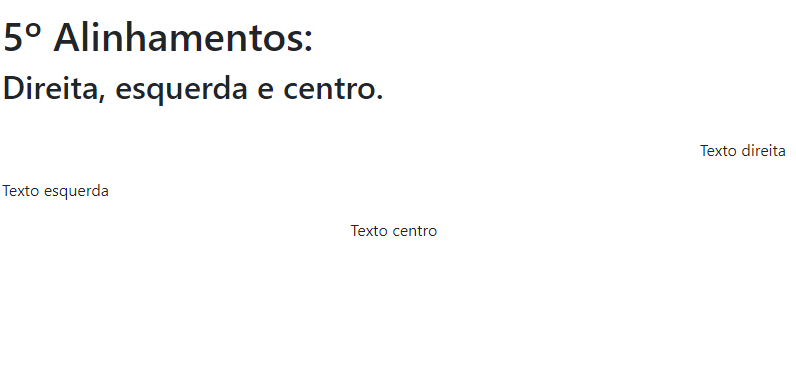 5º Alinhamentos:
Direita, esquerda e centro.
Texto direita
Texto esquerda
Texto centro